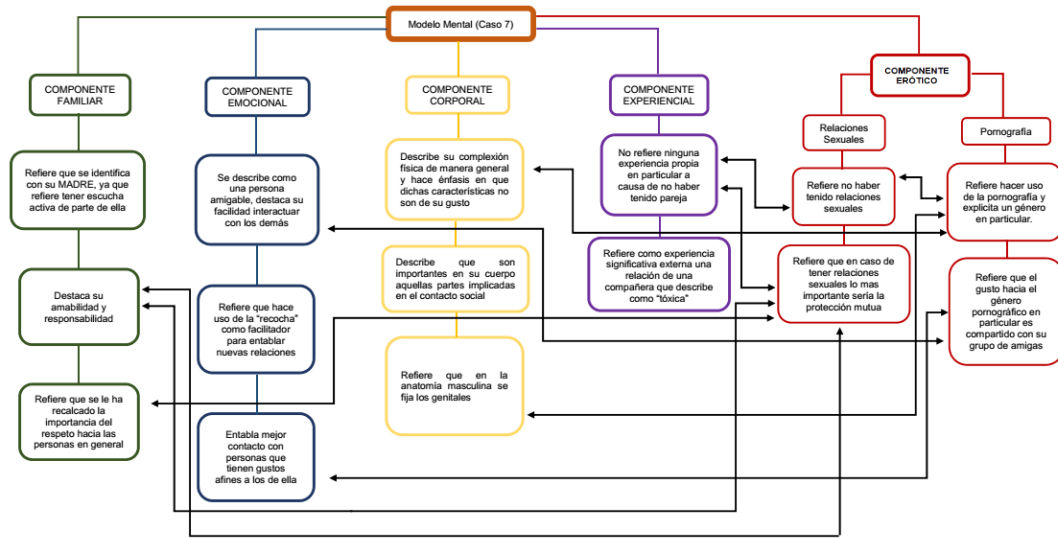 Modelo Mental (Caso 7)
COMPONENTE
FAMILIAR
Refiere que se identifica
con su MADRE, ya que
refiere tener escucha
activa de parte de ella
Destaca su
amabilidad y
responsabilidad
Refiere que se le ha
recalcado la
importancia del
respeto hacia las
personas en general
COMPONENTE
EMOCIONAL
Se describe como
una persona
amigable, destaca su
facilidad interactuar
con los demás
Refiere que hace
uso de la “recocha”
como facilitador
para entablar
nuevas relaciones
Entabla mejor
contacto con
personas que
tienen gustos
afines a los de ella
COMPONENTE
CORPORAL
Describe su complexión
física de manera general
y hace énfasis en que
dichas características no
son de su gusto
Describe que son
importantes en su cuerpo
aquellas partes implicadas
en el contacto social
Refiere que en la
anatomía masculina se
fija los genitales
COMPONENTE
EXPERIENCIAL
No refiere ninguna
experiencia propia
en particular a
causa de no haber
tenido pareja
Refiere como experiencia
significativa externa una
relación de una
compañera que describe
como “tóxica”
COMPONENTE
ERÓTICO
Relaciones
Sexuales
Refiere no haber
tenido relaciones
sexuales
Refiere que en caso de
tener relaciones
sexuales lo mas
importante sería la
protección mutua
Pornografía
Refiere hacer uso
de la pornografía y
explicita un género
en particular.
Refiere que el
gusto hacia el
género
pornográfico en
particular es
compartido con su
grupo de amigas